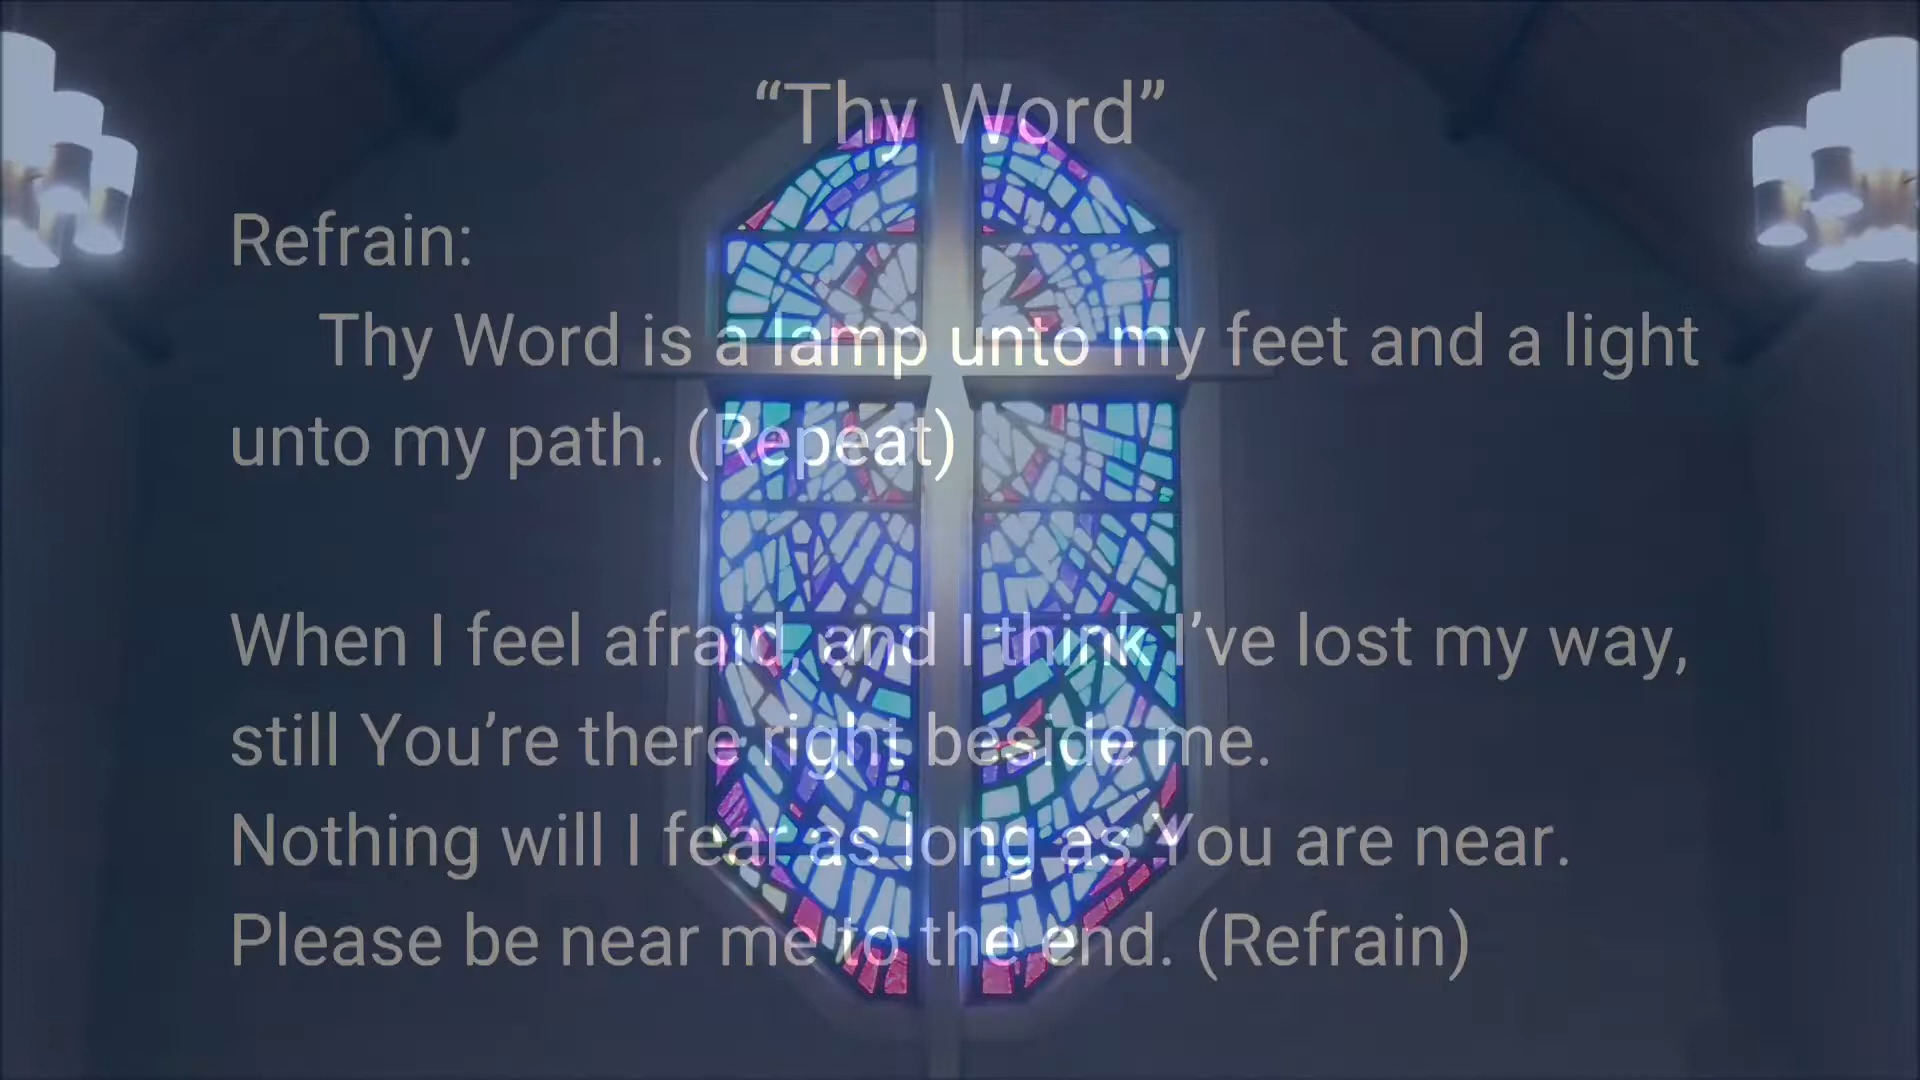 “Thy Word”
Refrain:
Thy Word is a lamp unto my feet and a light
unto my path. (Repeat)
When I feel afraid, and I think I’ve lost my way,
still You’re there right beside me.
Nothing will I fear as long as You are near.
Please be near me to the end. (Refrain)